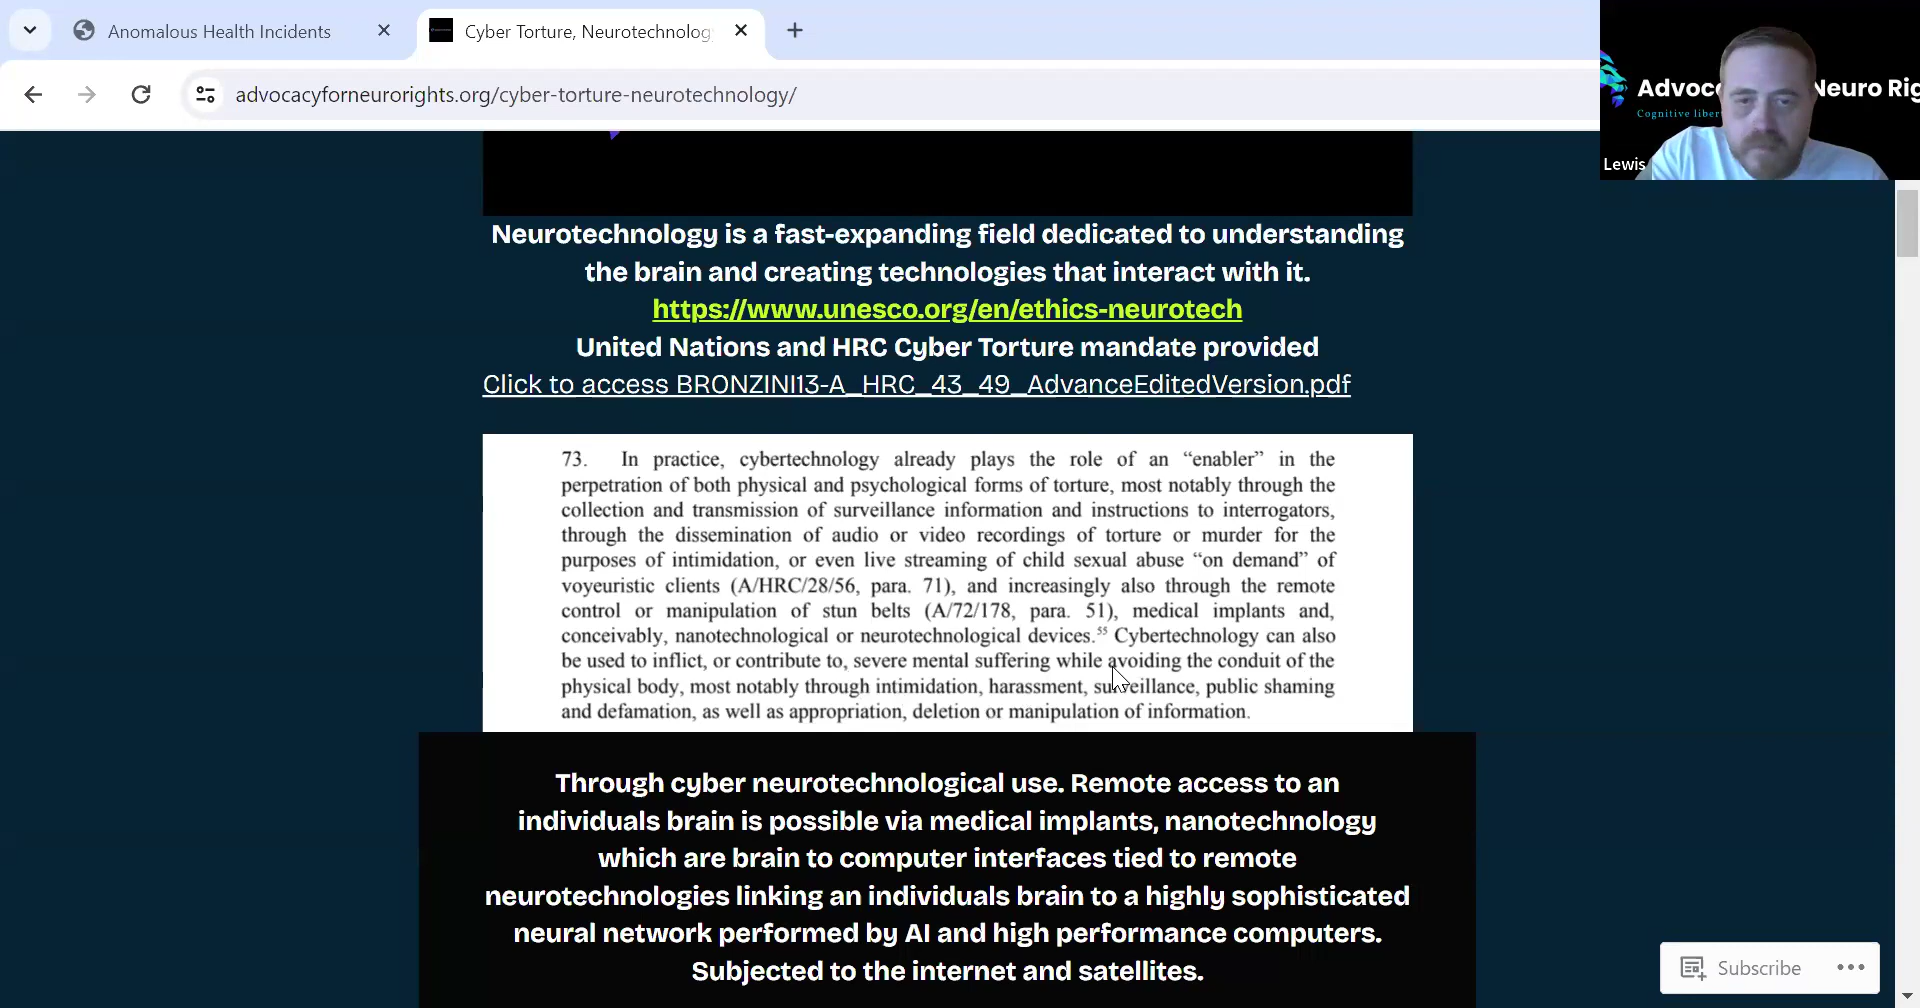 Anomalous Health Incidents
Cyber Torture, Neurotechnolog
advocacyforneurorights.org/cyber-torture-neurotechnology/
Advoc Neuro Rig
Cognitive liber
Lewis
Neurotechnology is a fast-expanding field dedicated to understanding
the brain and creating technologies that interact with it.
https://www.unesco.org/en/ethics-neurotech
United Nations and HRC Cyber Torture mandate provided
Click to access BRONZINI13-A_HRC_43_49_AdvanceEditedVersion.pdf
73. In practice, cybertechnology already plays the role of an “enabler” in the
perpetration of both physical and psychological forms of torture, most notably through the
collection and transmission of surveillance information and instructions to interrogators,
through the dissemination of audio or video recordings of torture or murder for the
purposes of intimidation, or even live streaming of child sexual abuse “on demand” of
voyeuristic clients (A/HRC/28/56, para. 71), and increasingly also through the remote
control or manipulation of stun belts (A/72/178, para. 51), medical implants and,
conceivably, nanotechnological or neurotechnological devices.55 Cybertechnology can also
be used to inflict, or contribute to, severe mental suffering while avoiding the conduit of the
physical body, most notably through intimidation, harassment, surveillance, public shaming
and defamation, as well as appropriation, deletion or manipulation of information.
Through cyber neurotechnological use. Remote access to an
individuals brain is possible via medical implants, nanotechnology
which are brain to computer interfaces tied to remote
neurotechnologies linking an individuals brain to a highly sophisticated
neural network performed by AI and high performance computers.
Subjected to the internet and satellites.
Subscribe